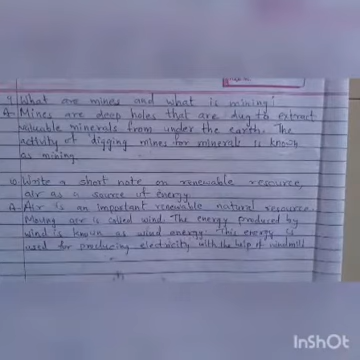 9 What are mines and what is mining?
A- Mines are deep holes that are dug to extract
valuable minerals from under the earth. The
activity of digging mines for minerals is known
as mining.
10 Write a short note on renewable resource,
air as a source of energy.
A- Air is an important renewable natural resource.
Moving air is called wind. The energy produced by
wind is known as wind energy. This energy is
used for producing electricity with the help of windmill
InShOt